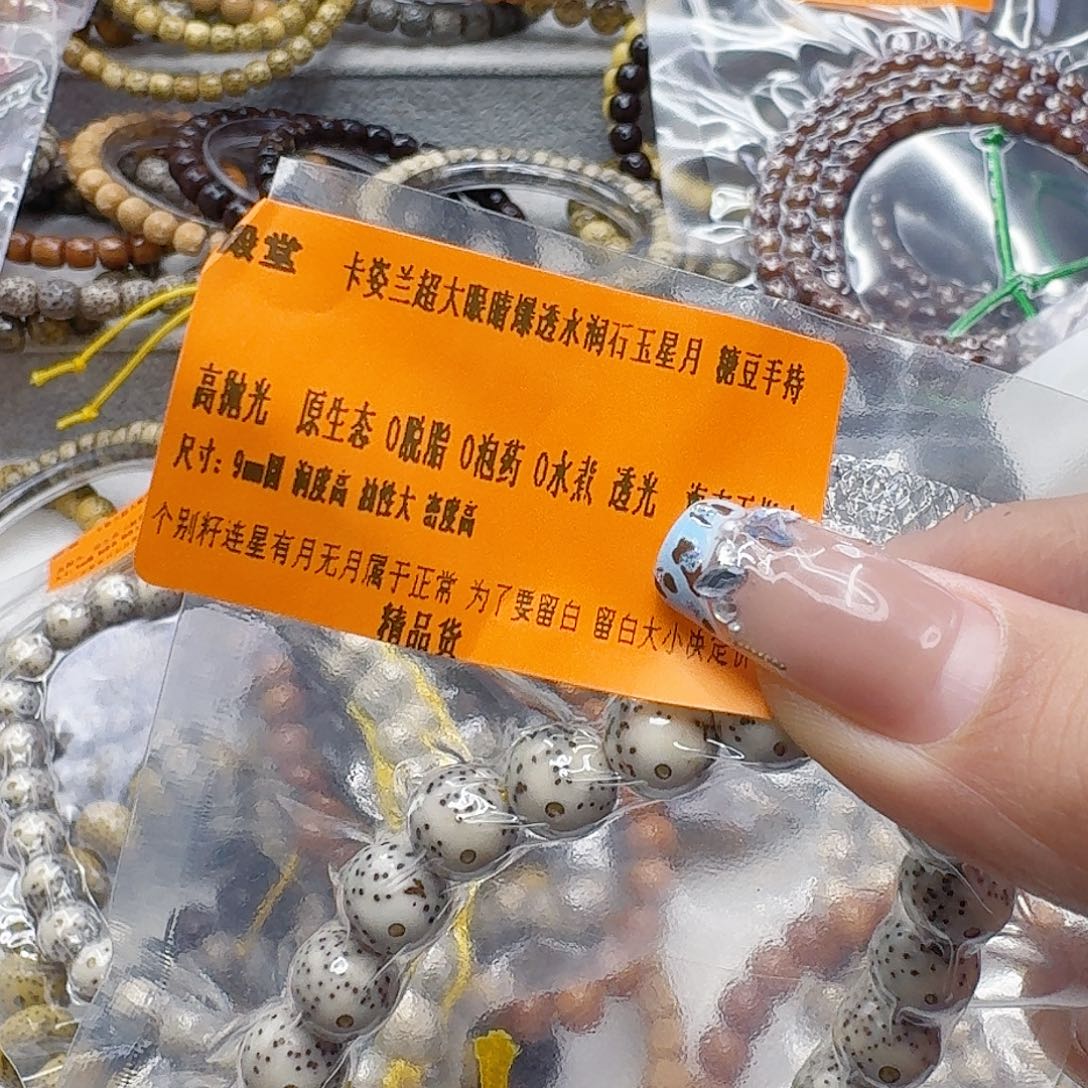 殿堂 卡姿兰超大眼睛爆透水润石玉星月 糖豆手持
高抛光 原生态 0脱脂 0泡药 0水煮 透光
尺寸：9mm圆 润度高 油性大 密度高
个别籽连星有月无月属于正常 为了要留白 留白大小决定价
精品货